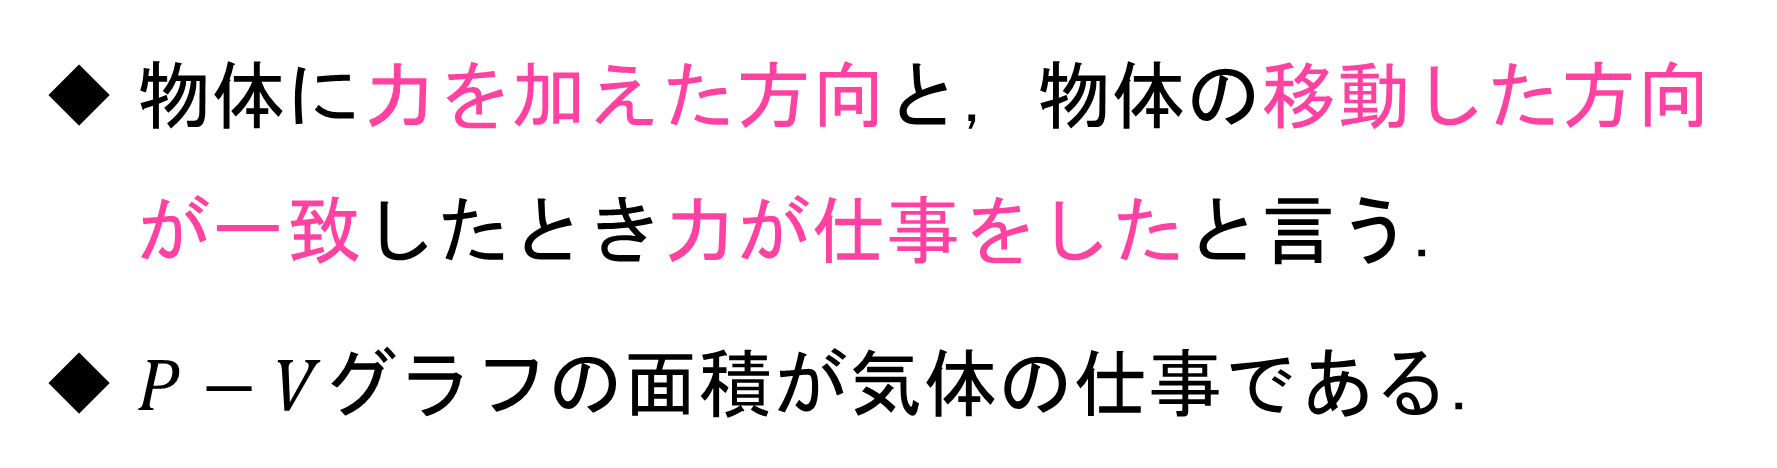 ◆ 物体に力を加えた方向と, 物体の移動した方向
が一致したとき力が仕事をしたと言う.
◆ P − Vグラフの面積が気体の仕事である.